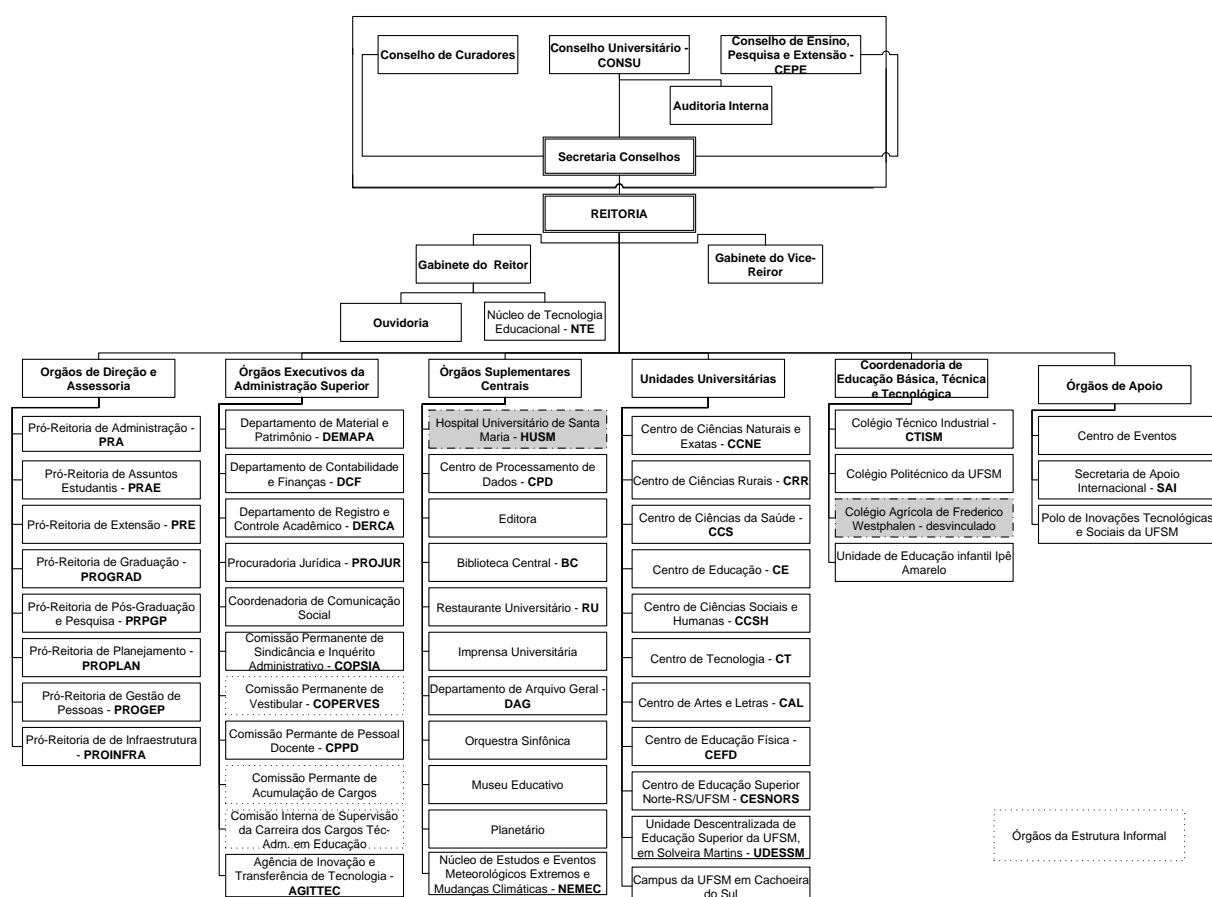 Conselho de Curadores
Conselho Universitário -
CONSU
Conselho de Ensino,
Pesquisa e Extensão -
CEPE
Auditoria Interna
Secretaria Conselhos
REITORIA
Gabinete do Reitor
Gabinete do Vice-
Reiror
Ouvidoria
Núcleo de Tecnologia
Educacional - NTE
Orgãos de Direção e
Assessoria
Pró-Reitoria de Administração -
PRA
Pró-Reitoria de Assuntos
Estudantis - PRAE
Pró-Reitoria de Extensão - PRE
Pró-Reitoria de Graduação -
PROGRAD
Pró-Reitoria de Pós-Graduação
e Pesquisa - PRPGP
Pró-Reitoria de Planejamento -
PROPLAN
Pró-Reitoria de Gestão de
Pessoas - PROGEP
Pró-Reitoria de de Infraestrutura -
PROINFRA
Órgãos Executivos da
Administração Superior
Departamento de Material e
Patrimônio - DEMAPA
Departamento de Contabilidade
e Finanças - DCF
Departamento de Registro e
Controle Acadêmico - DERCA
Procuradoria Jurídica - PROJUR
Coordenadoria de Comunicação
Social
Comissão Permanente de
Sindicância e Inquérito
Administrativo - COPSIA
Comissão Permanente de
Vestibular - COPERVES
Comissão Permante de Pessoal
Docente - CPPD
Comissão Permante de
Acumulação de Cargos
Comisão Interna de Supervisão
da Carreira dos Cargos Téc-
Adm. em Educação
Agência de Inovação e
Transferência de Tecnologia -
AGITTEC
Òrgãos Suplementares
Centrais
Hospital Universitário de Santa
Maria - HUSM
Centro de Processamento de
Dados - CPD
Editora
Biblioteca Central - BC
Restaurante Universitário - RU
Imprensa Universitária
Departamento de Arquivo Geral -
DAG
Orquestra Sinfônica
Museu Educativo
Planetário
Núcleo de Estudos e Eventos
Meteorológicos Extremos e
Mudanças Climáticas - NEMEC
Unidades Universitárias
Centro de Ciências Naturais e
Exatas - CCNE
Centro de Ciências Rurais - CRR
Centro de Ciências da Saúde -
CCS
Centro de Educação - CE
Centro de Ciências Sociais e
Humanas - CCSH
Centro de Tecnologia - CT
Centro de Artes e Letras - CAL
Centro de Educação Física -
CEFD
Centro de Educação Superior
Norte-RS/UFSM - CESNORS
Unidade Descentralizada de
Educação Superior da UFSM,
em Solveira Martins - UDESSM
Campus da UFSM em Cachoeira
do Sul
Coordenadoria de
Educação Básica, Técnica
e Tecnológica
Colégio Técnico Industrial -
CTISM
Colégio Politécnico da UFSM
Colégio Agrícola de Frederico
Westphalen - desvinculado
Unidade de Educação infantil Ipê
Amarelo
Órgãos de Apoio
Centro de Eventos
Secretaria de Apoio
Internacional - SAI
Polo de Inovações Tecnológicas
e Sociais da UFSM
Órgãos da Estrutura Informal